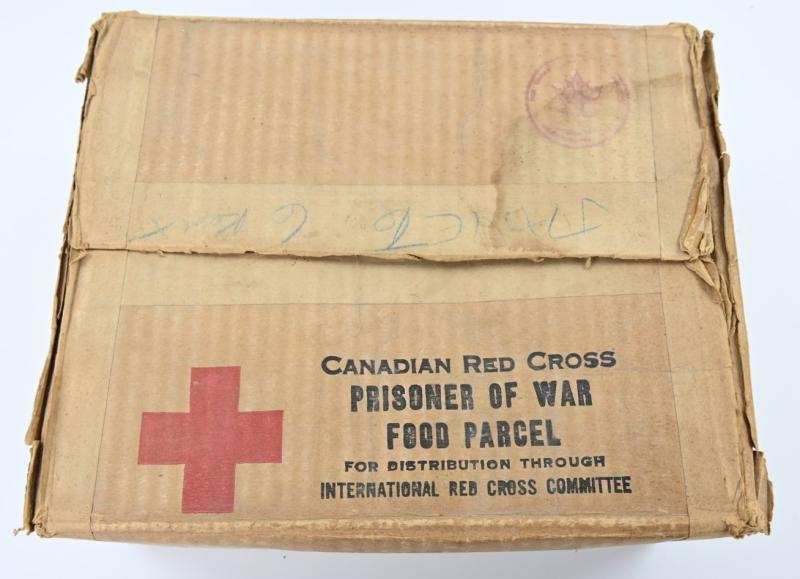 CANADIAN RED CROSS
PRISONER OF WAR
FOOD PARCEL
FOR DISTRIBUTION THROUGH
INTERNATIONAL RED CROSS COMMITTEE